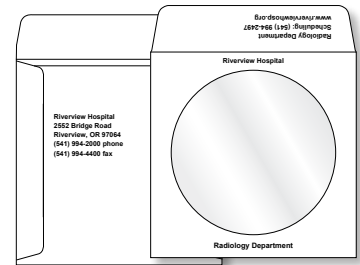 Radiology Department
Scheduling: (541) 994-2497
www.riverviewhosp.org
Riverview Hospital
Riverview Hospital
2552 Bridge Road
Riverview, OR 97064
(541) 994-2000 phone
(541) 994-4400 fax
Radiology Department